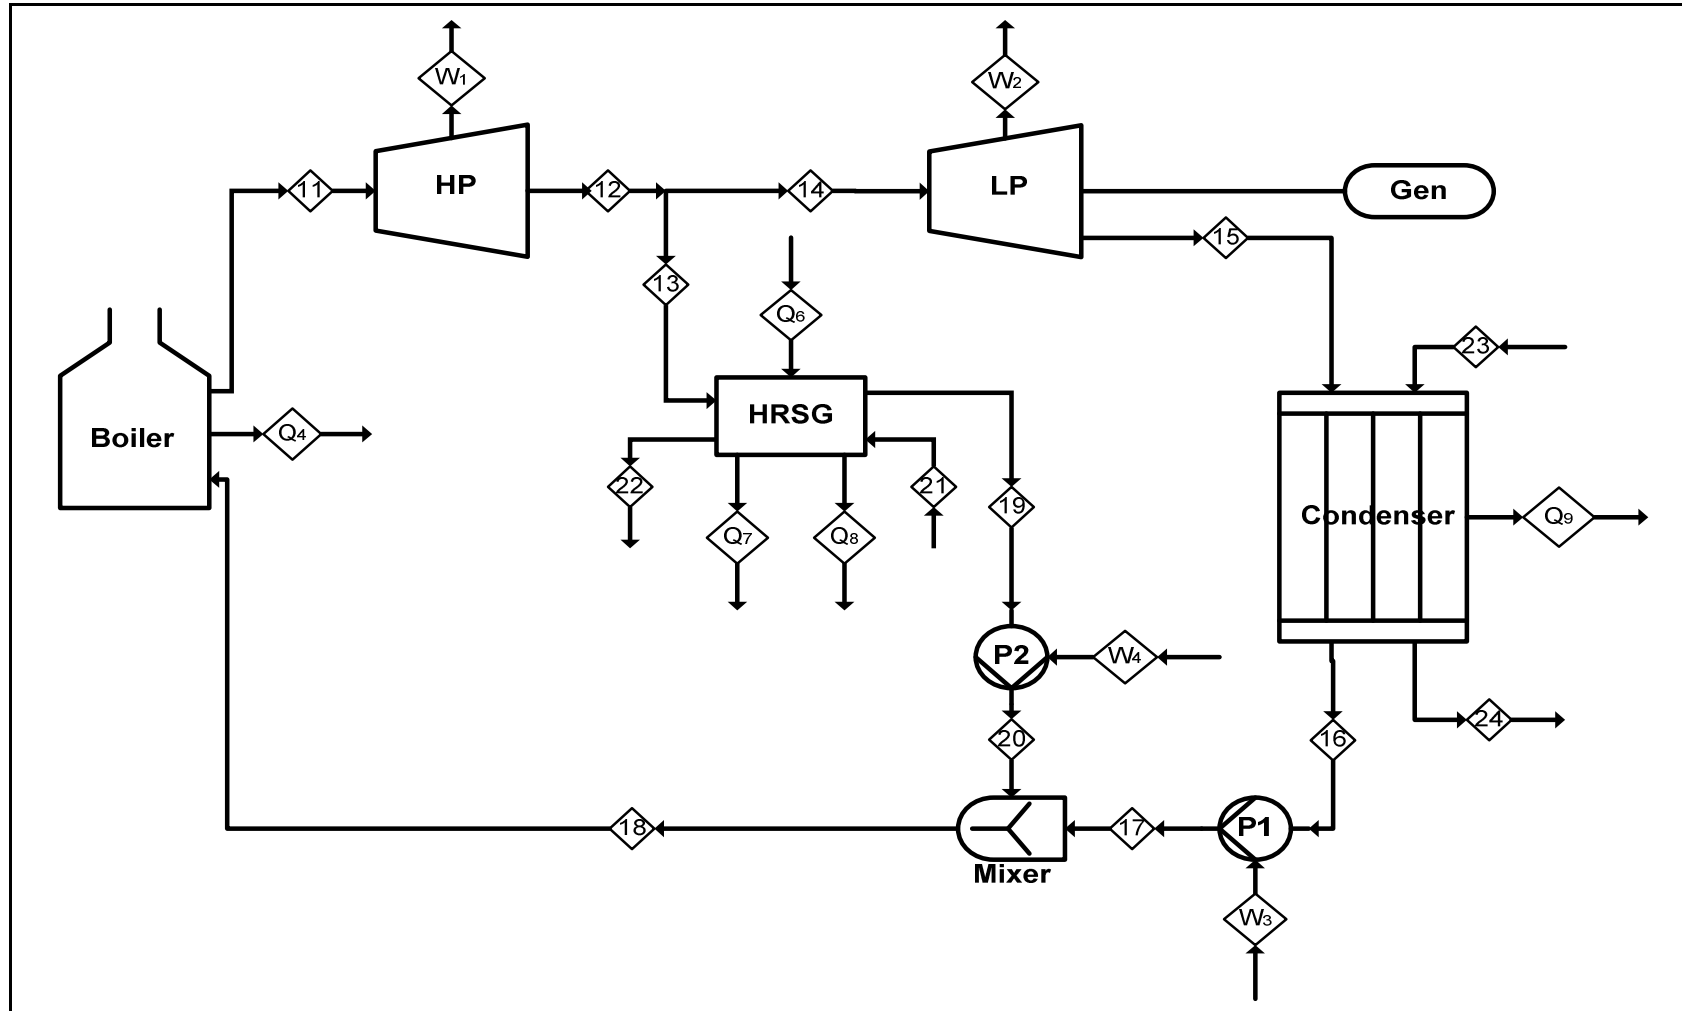 W1
W2
HP
LP
Gen
11
12
14
15
13
Q6
23
HRSG
Boiler
Q4
22
21
19
Condenser
Q9
Q7
Q8
P2
W4
20
16
24
18
17
P1
Mixer
W3